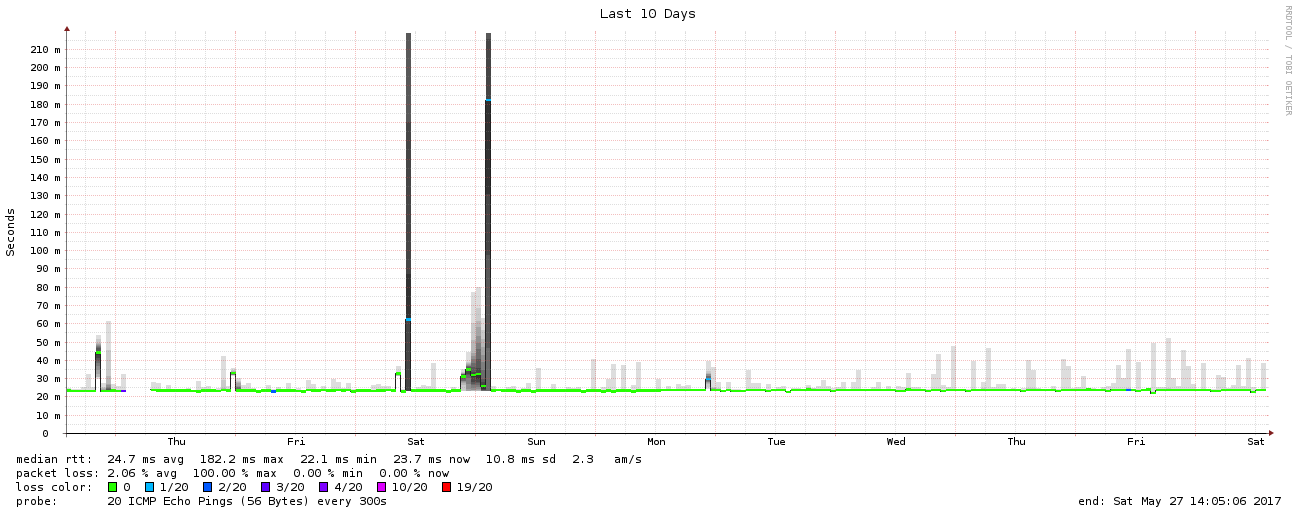 Last 10 Days
RRDTOOL / TOBI OETIKER
Seconds
210 m
200 m
190 m
180 m
170 m
160 m
150 m
140 m
130 m
120 m
110 m
100 m
90 m
80 m
70 m
60 m
50 m
40 m
30 m
20 m
10 m
0
Thu Fri Sat Sun Mon Tue Wed Thu Fri Sat
median rtt: 24.7 ms avg 182.2 ms max 22.1 ms min 23.7 ms now 10.8 ms sd 2.3 am/s
packet loss: 2.06 % avg 100.00 % max 0.00 % min 0.00 % now
loss color: 0 1/20 2/20 3/20 4/20 10/20 19/20
probe: 20 ICMP Echo Pings (56 Bytes) every 300s end: Sat May 27 14:05:06 2017